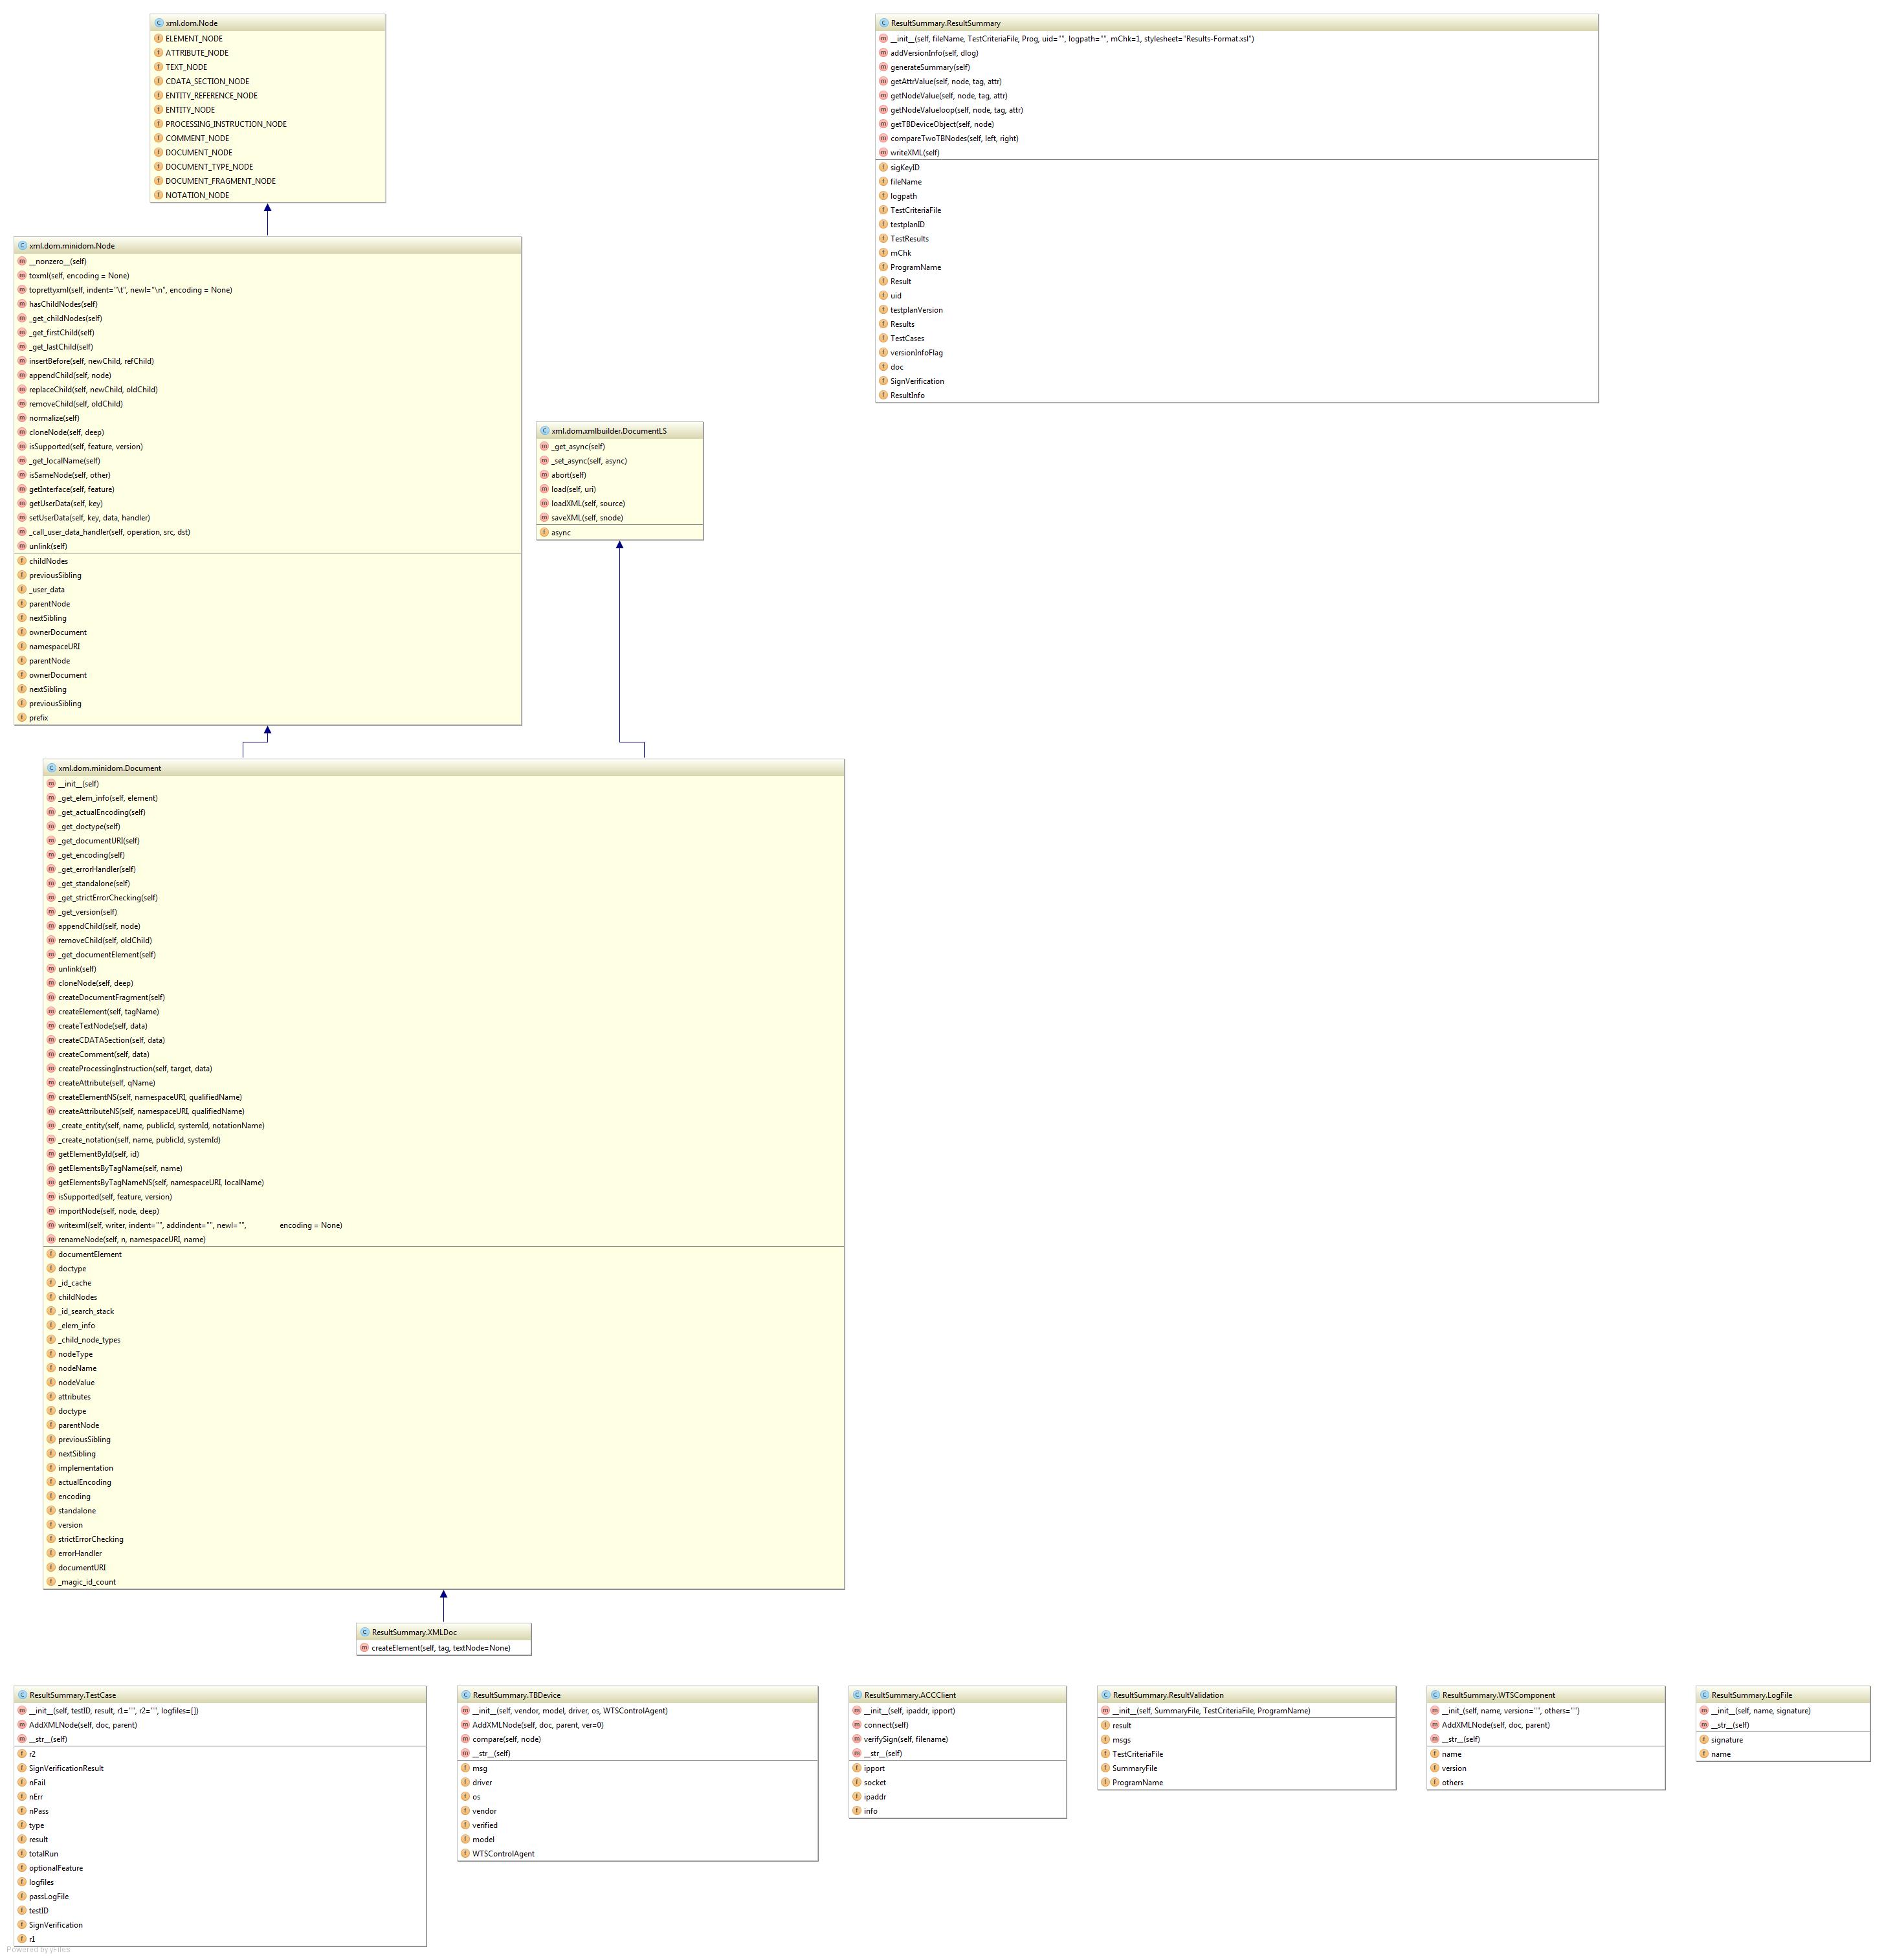 xml.dom.Node
ELEMENT_NODE
ATTRIBUTE_NODE
TEXT_NODE
CDATA_SECTION_NODE
ENTITY_REFERENCE_NODE
ENTITY_NODE
PROCESSING_INSTRUCTION_NODE
COMMENT_NODE
DOCUMENT_NODE
DOCUMENT_TYPE_NODE
DOCUMENT_FRAGMENT_NODE
NOTATION_NODE
ResultSummary.ResultSummary
__init__(self, fileName, TestCriteriaFile, Prog, uid="", logpath="", mChk=1, stylesheet="Results-Format.xsl")
addVersionInfo(self, dlog)
generateSummary(self)
getAttrValue(self, node, tag, attr)
getNodeValue(self, node, tag, attr)
getNodeValueloop(self, node, tag, attr)
getTBDeviceObject(self, node)
compareTwoTBNodes(self, left, right)
writeXML(self)
sigKeyID
fileName
logpath
TestCriteriaFile
testplanID
TestResults
mChk
ProgramName
Result
uid
testplanVersion
Results
TestCases
versionInfoFlag
doc
SignVerification
ResultInfo
xml.dom.minidom.Node
__nonzero__(self)
toxml(self, encoding = None)
toprettyxml(self, indent="\t", newl="\n", encoding = None)
hasChildNodes(self)
_get_childNodes(self)
_get_firstChild(self)
_get_lastChild(self)
insertBefore(self, newChild, refChild)
appendChild(self, node)
replaceChild(self, newChild, oldChild)
removeChild(self, oldChild)
normalize(self)
cloneNode(self, deep)
isSupported(self, feature, version)
_get_localName(self)
isSameNode(self, other)
getInterface(self, feature)
getUserData(self, key)
setUserData(self, key, data, handler)
_call_user_data_handler(self, operation, src, dst)
unlink(self)
childNodes
previousSibling
_user_data
parentNode
nextSibling
ownerDocument
namespaceURI
parentNode
ownerDocument
nextSibling
previousSibling
prefix
xml.dom.xmlbuilder.DocumentLS
_get_async(self)
_set_async(self, async)
abort(self)
load(self, uri)
loadXML(self, source)
saveXML(self, snode)
async
xml.dom.minidom.Document
__init__(self)
_get_elem_info(self, element)
_get_actualEncoding(self)
_get_doctype(self)
_get_documentURI(self)
_get_encoding(self)
_get_errorHandler(self)
_get_standalone(self)
_get_strictErrorChecking(self)
_get_version(self)
appendChild(self, node)
removeChild(self, oldChild)
_get_documentElement(self)
unlink(self)
cloneNode(self, deep)
createDocumentFragment(self)
createElement(self, tagName)
createTextNode(self, data)
createCDATASection(self, data)
createComment(self, data)
createProcessingInstruction(self, target, data)
createAttribute(self, qName)
createElementNS(self, namespaceURI, qualifiedName)
createAttributeNS(self, namespaceURI, qualifiedName)
_create_entity(self, name, publicId, systemId, notationName)
_create_notation(self, name, publicId, systemId)
getElementById(self, id)
getElementsByTagName(self, name)
getElementsByTagNameNS(self, namespaceURI, localName)
isSupported(self, feature, version)
importNode(self, node, deep)
writexml(self, writer, indent="", addindent="", newl="", encoding = None)
renameNode(self, n, namespaceURI, name)
documentElement
doctype
_id_cache
childNodes
_id_search_stack
_elem_info
_child_node_types
nodeType
nodeName
nodeValue
attributes
doctype
parentNode
previousSibling
nextSibling
implementation
actualEncoding
encoding
standalone
version
strictErrorChecking
errorHandler
documentURI
_magic_id_count
ResultSummary.XMLDoc
createElement(self, tag, textNode=None)
ResultSummary.TestCase
__init__(self, testID, result, r1="", r2="", logfiles=[])
AddXMLNode(self, doc, parent)
__str__(self)
r2
SignVerificationResult
nFail
nErr
nPass
type
result
totalRun
optionalFeature
logfiles
passLogFile
testID
SignVerification
r1
ResultSummary.TBDevice
__init__(self, vendor, model, driver, os, WTSControlAgent)
AddXMLNode(self, doc, parent, ver=0)
compare(self, node)
__str__(self)
msg
driver
os
vendor
verified
model
WTSControlAgent
ResultSummary.ACCClient
__init__(self, ipaddr, ipport)
connect(self)
verifySign(self, filename)
__str__(self)
ipport
socket
ipaddr
info
ResultSummary.ResultValidation
__init__(self, SummaryFile, TestCriteriaFile, ProgramName)
result
msgs
TestCriteriaFile
SummaryFile
ProgramName
ResultSummary.WTSComponent
__init_(self, name, version="", others="")
AddXMLNode(self, doc, parent)
__str__(self)
name
version
others
ResultSummary.LogFile
__init__(self, name, signature)
__str__(self)
signature
name
Powered by yFiles